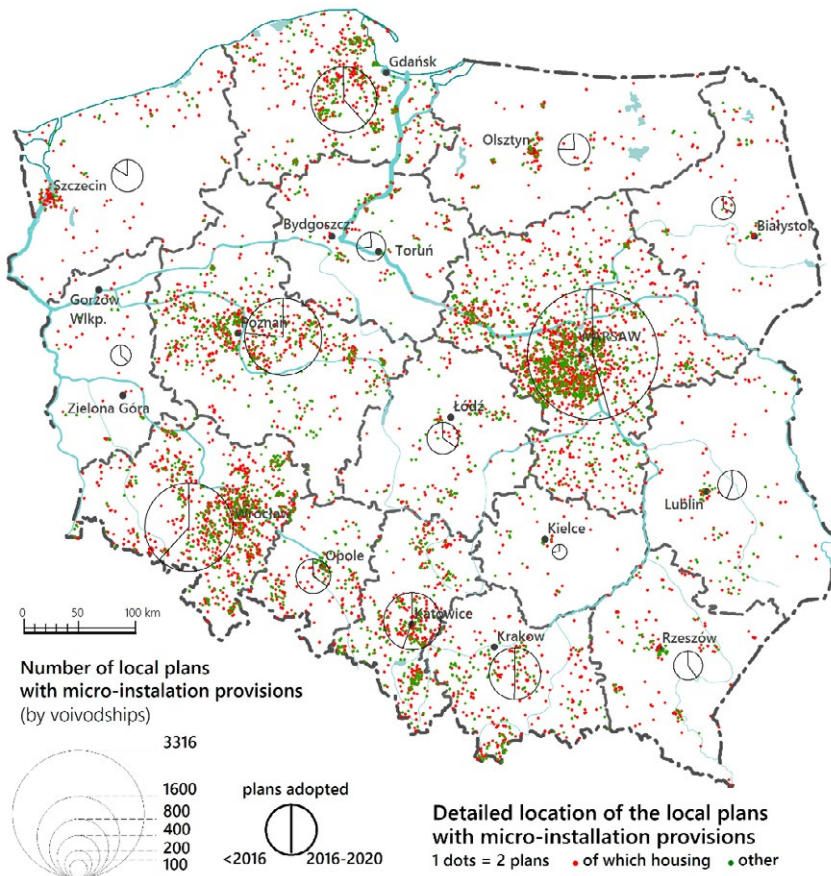 Gdańsk
Olsztyn
Szczecin
Białystok
Bydgoszcz
Toruń
Gorzów
Wlkp.
Poznań
WARSAW
Zielona Góra
Łódź
Wrocław
Lublin
Kielce
Opole
Katowice
Krakow
Rzeszów
0 50 100 km
Number of local plans
with micro-instalation provisions
(by voivodships)
3316
1600
800
400
200
100
plans adopted
<2016 2016-2020
Detailed location of the local plans
with micro-installation provisions
1 dots = 2 plans • of which housing • other